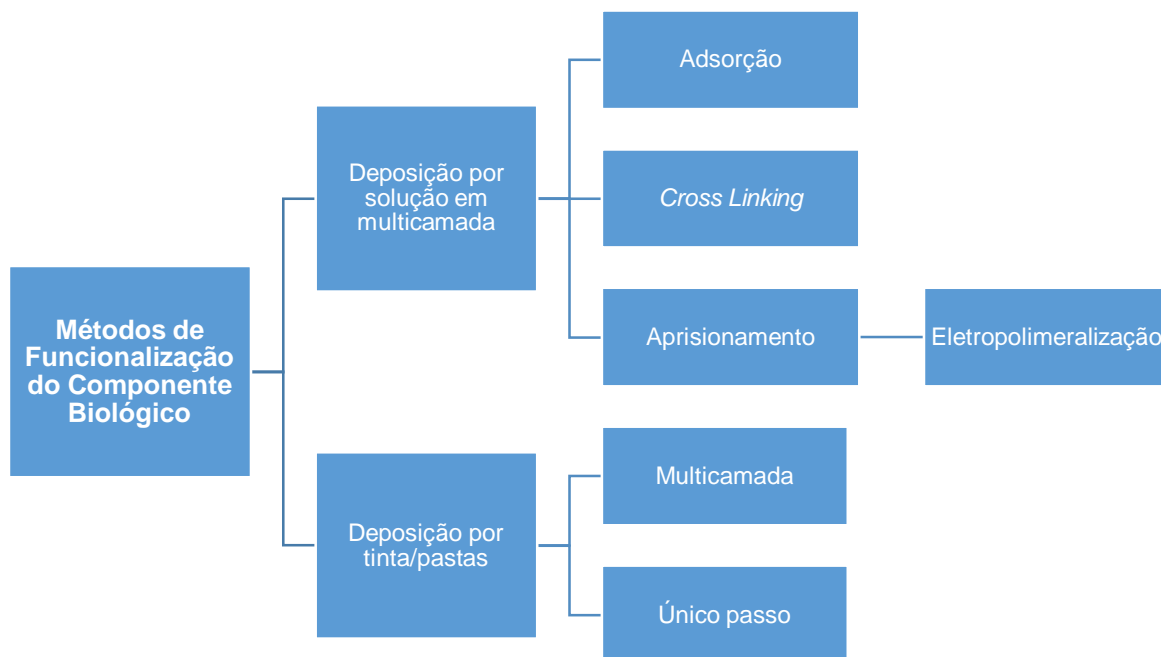 Métodos de
Funcionalização
do Componente
Biológico
Deposição por
solução em
multicamada
Adsorção
Cross Linking
Aprisionamento
Eletropolimeralização
Deposição por
tinta/pastas
Multicamada
Único passo